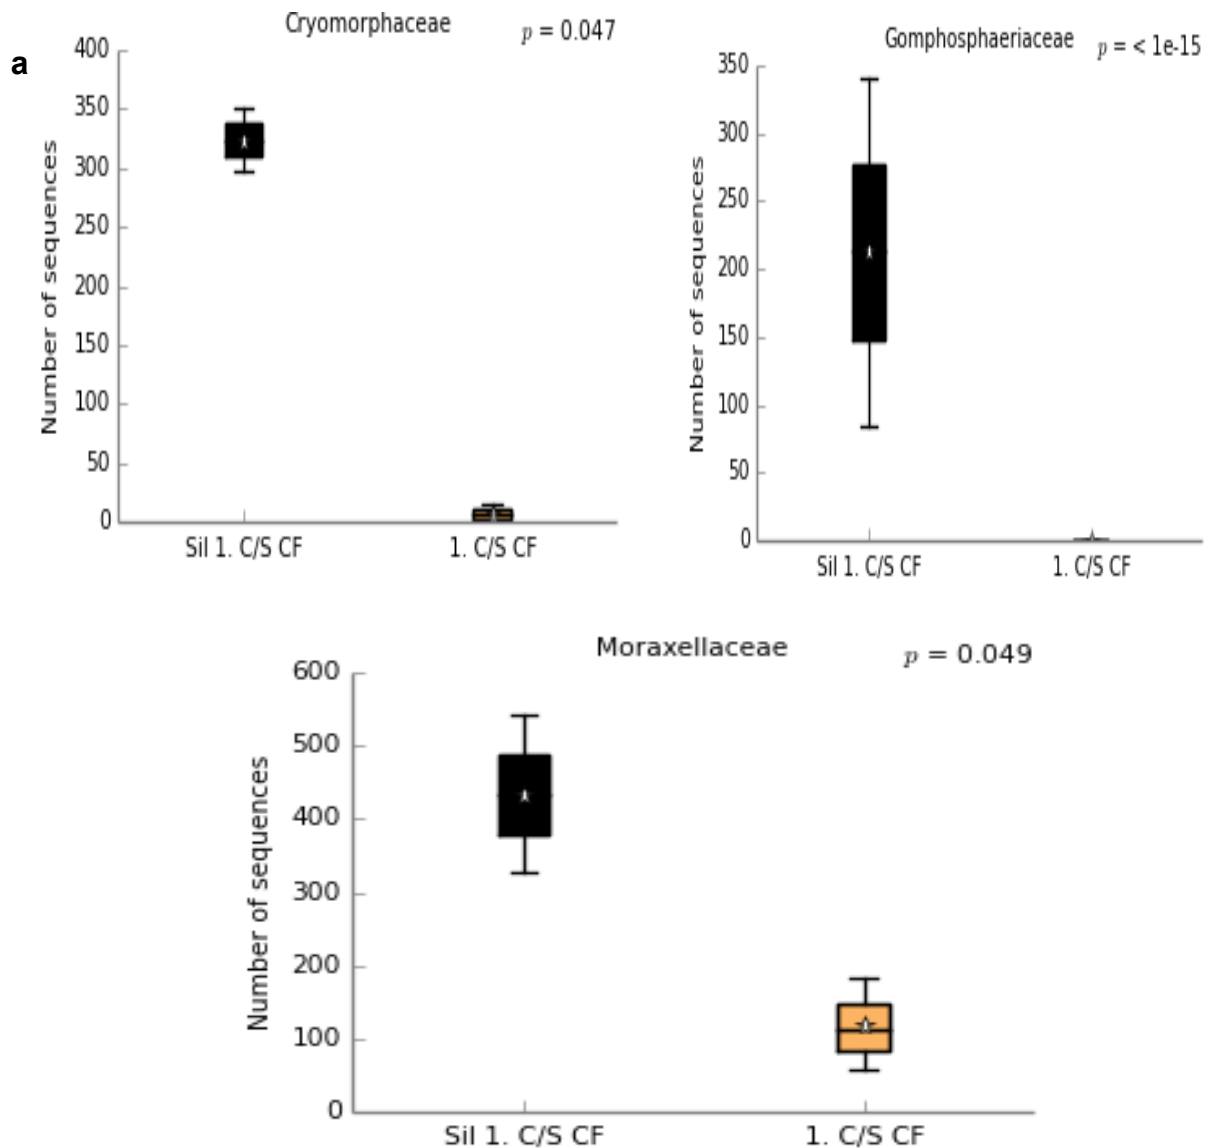 a
Cryomorphaceae
p = 0.047
Number of sequences
400
350
300
250
200
150
100
50
0
Sil 1. C/S CF
1. C/S CF
Gomphosphaeriaceae
p = < 1e-15
Number of sequences
350
300
250
200
150
100
50
0
Sil 1. C/S CF
1. C/S CF
Moraxellaceae
p = 0.049
Number of sequences
600
500
400
300
200
100
0
Sil 1. C/S CF
1. C/S CF